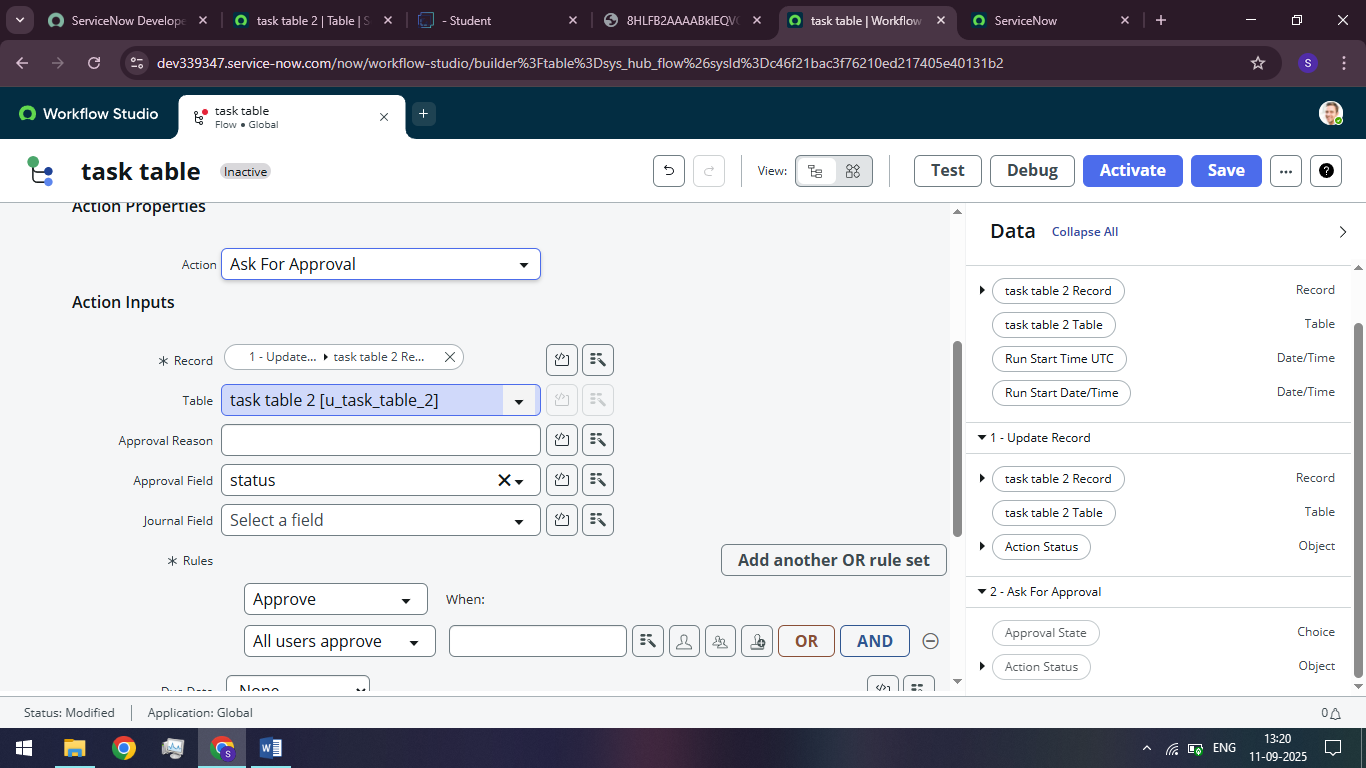 ServiceNow Develope
task table 2 | Table | S
- Student
8HLFB2AAAABklEQV
task table | Workflow
ServiceNow
dev339347.service-now.com/now/workflow-studio/builder%3Ftable%3Dsys_hub_flow%26sysId%3Dc46f21bac3f76210ed217405e40131b2
S
Workflow Studio
task table
Flow • Global
task table
Inactive
View:
Test
Debug
Activate
Save
...
?
Action Properties
Action
Ask For Approval
Action Inputs
* Record
1 - Update...
task table 2 Re...
Table
task table 2 [u_task_table_2]
Approval Reason
Approval Field
status
Journal Field
Select a field
* Rules
Add another OR rule set
Approve
When:
All users approve
OR
AND
Due Date
None
Data
Collapse All
task table 2 Record
Record
task table 2 Table
Table
Run Start Time UTC
Date/Time
Run Start Date/Time
Date/Time
1 - Update Record
task table 2 Record
Record
task table 2 Table
Table
Action Status
Object
2 - Ask For Approval
Approval State
Choice
Action Status
Object
Status: Modified
Application: Global
0
S
ENG
13:20
11-09-2025